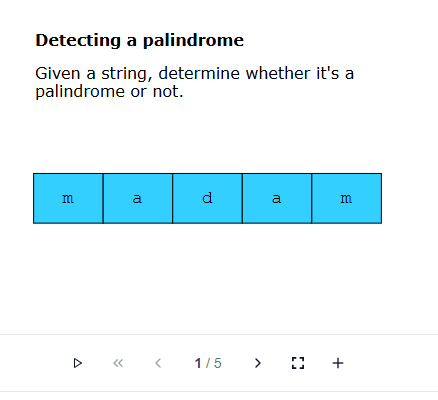 Detecting a palindrome
Given a string, determine whether it's a
palindrome or not.
m a d a m
1 / 5